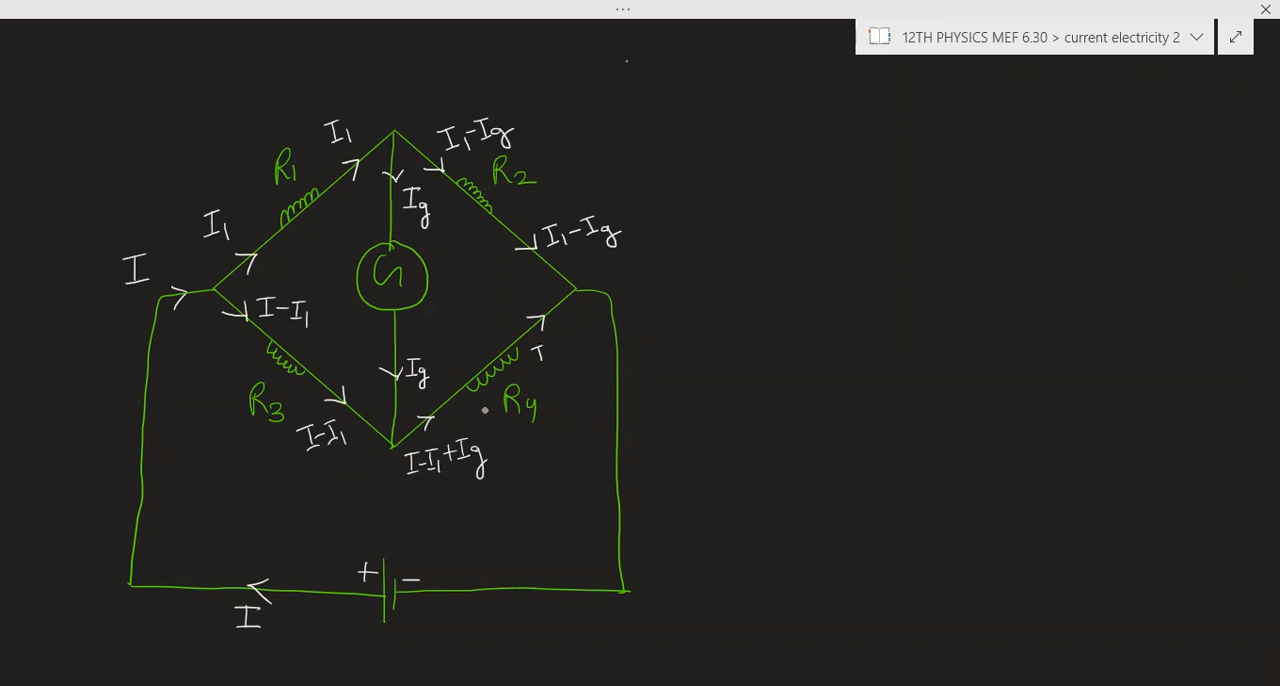 12TH PHYSICS MEF 6.30 > current electricity 2
I1
I1-Ig
R1
R2
Ig
I1
I1-Ig
I
G
I-I1
I
Ig
R3
R4
I-I1
I-I1+Ig
+
-
I